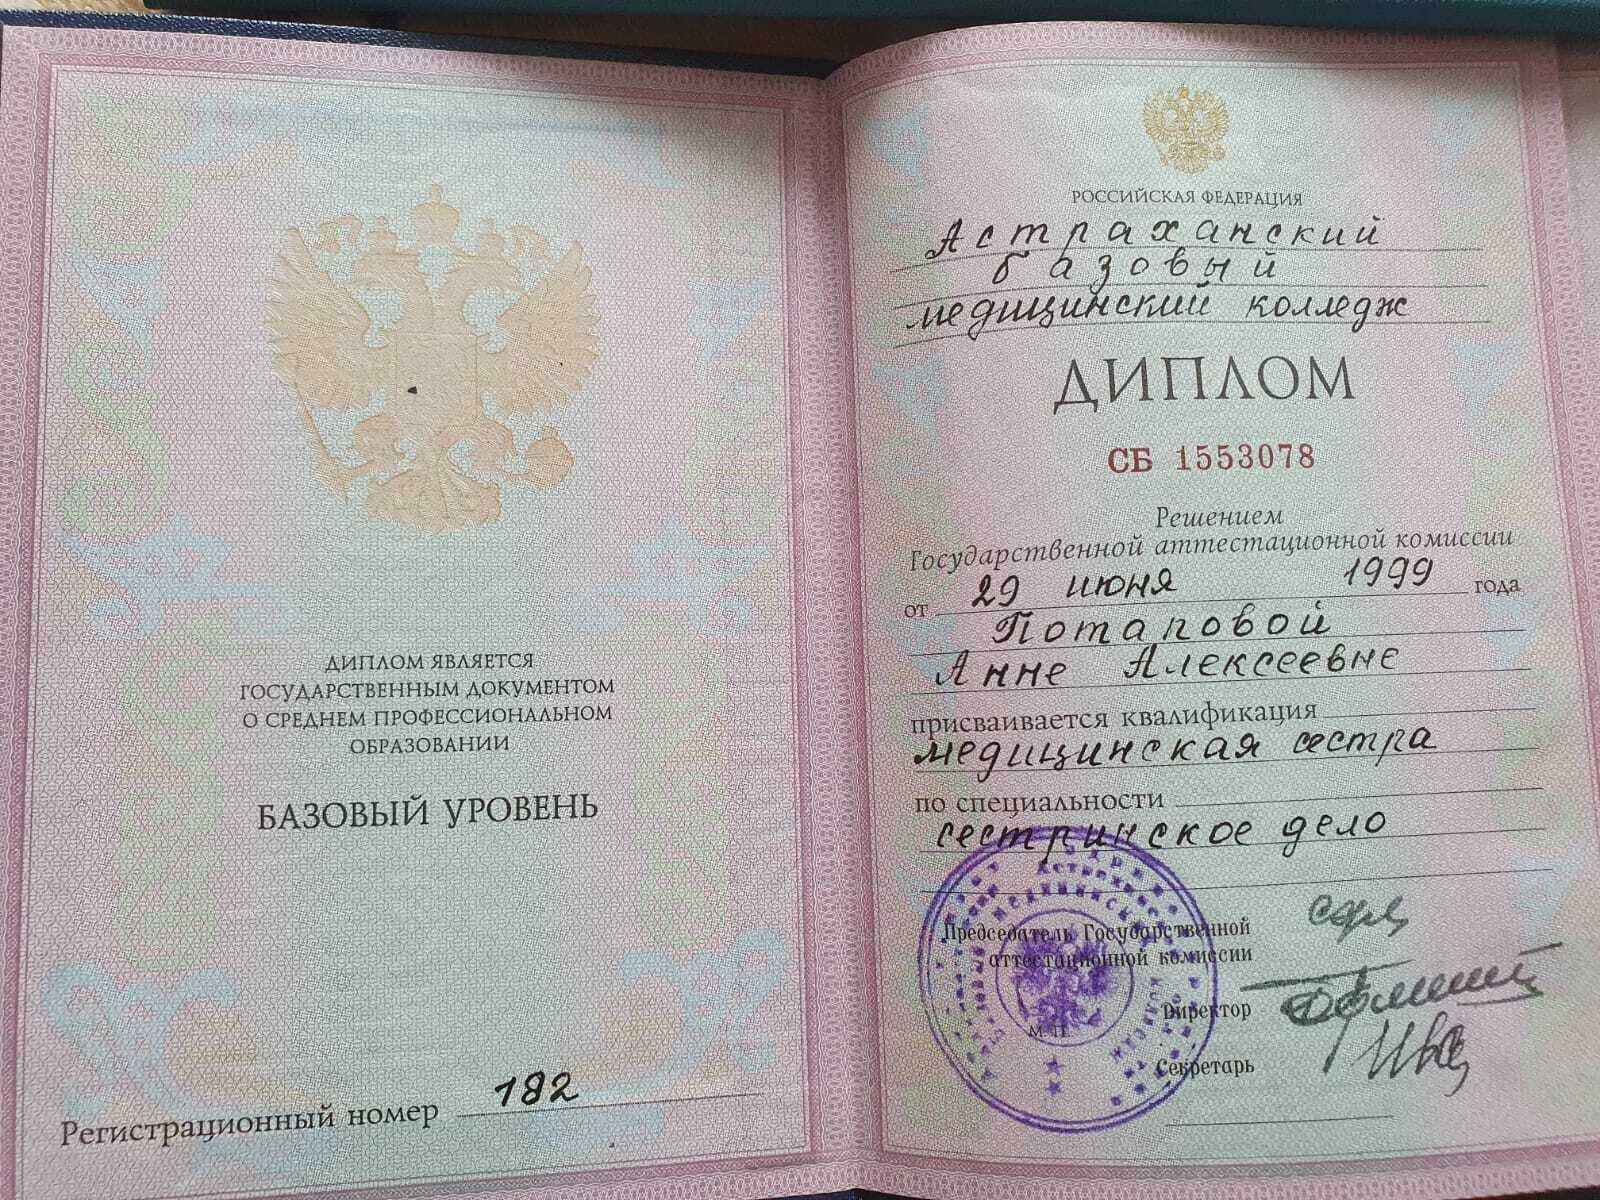 ДИПЛОМ ЯВЛЯЕТСЯ
ГОСУДАРСТВЕННЫМ ДОКУМЕНТОМ
О СРЕДНЕМ ПРОФЕССИОНАЛЬНОМ
ОБРАЗОВАНИИ
БАЗОВЫЙ УРОВЕНЬ
Регистрационный номер 182
РОССИЙСКАЯ ФЕДЕРАЦИЯ
Астраханский
базовый
медицинский колледж
ДИПЛОМ
СБ 1553078
Решением
Государственной аттестационной комиссии
от 29 июня 1999 года
Потаповой
Анне Алексеевне
присваивается квалификация
медицинская сестра
по специальности
сестринское дело
Председатель Государственной
аттестационной комиссии
Директор
М. П.
Секретарь